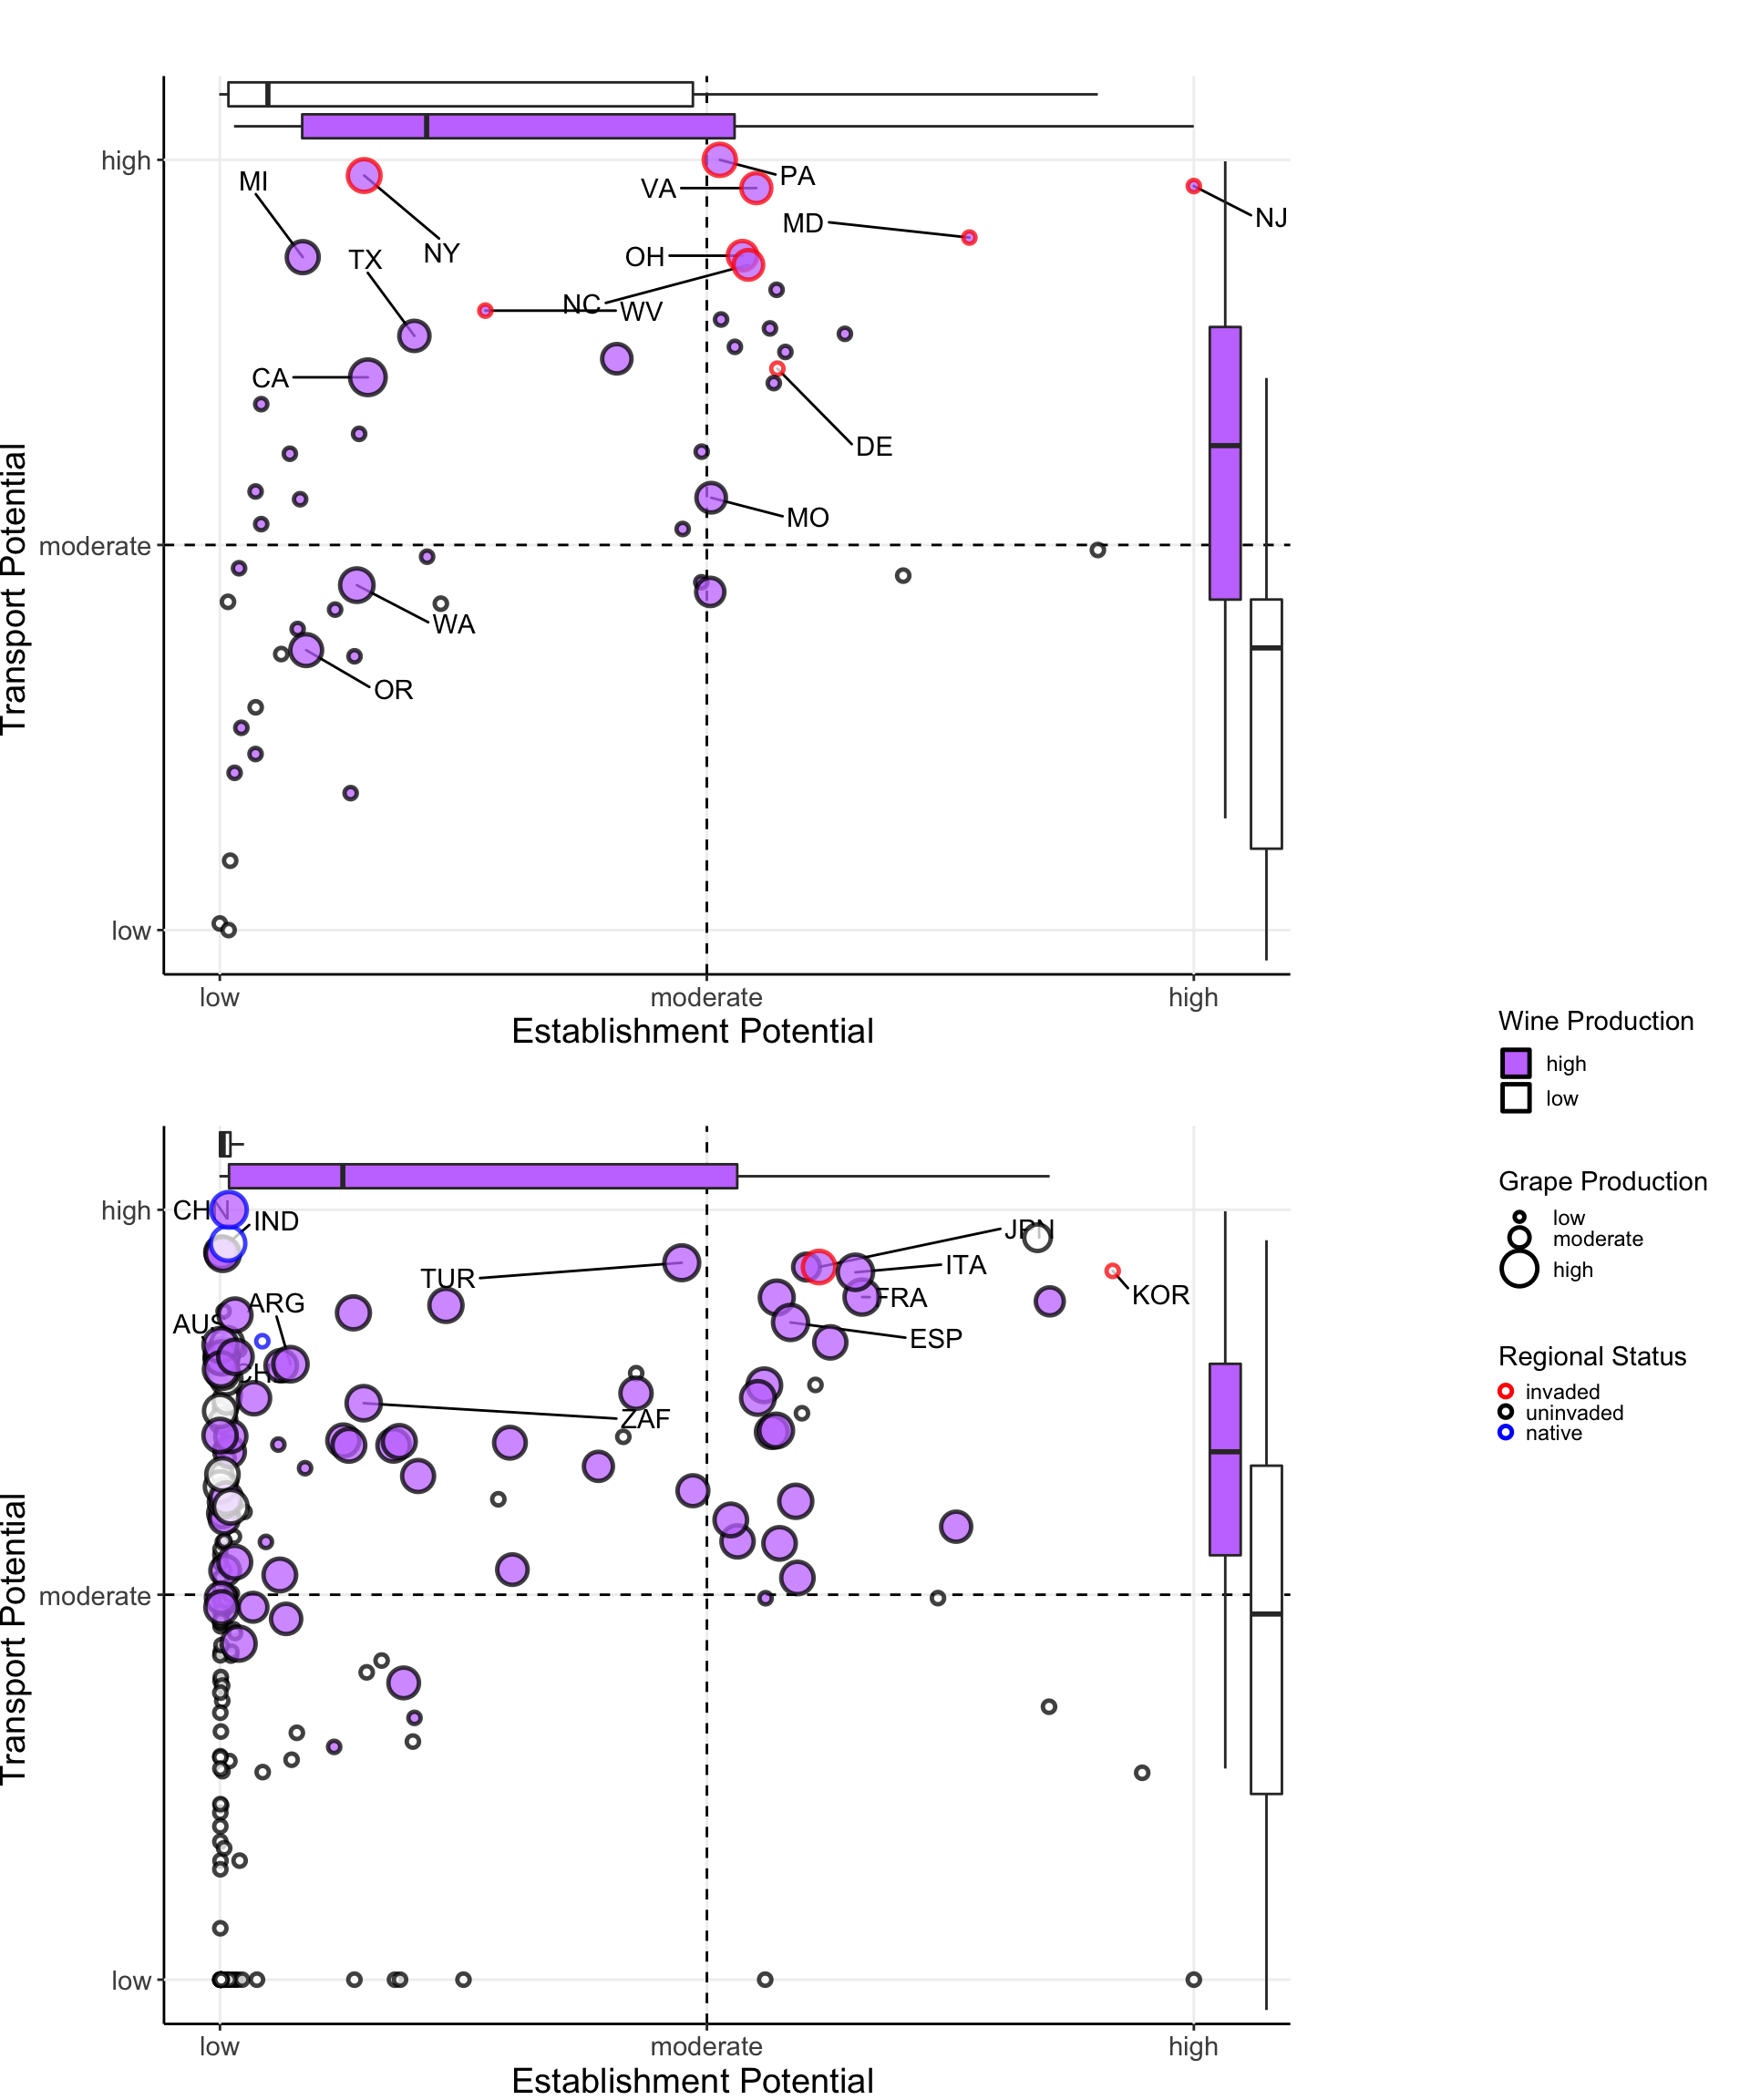 high
MI
NY
TX
PA
VA
MD
NJ
OH
NC
WV
CA
DE
MO
moderate
WA
OR
low
Transport Potential
low
moderate
high
Establishment Potential
Wine Production
high
low
Grape Production
low
moderate
high
Regional Status
invaded
uninvaded
native
high
CHN
IND
JPN
TUR
ITA
KOR
ARG
FRA
AUS
ESP
ZAF
moderate
low
Transport Potential
low
moderate
high
Establishment Potential